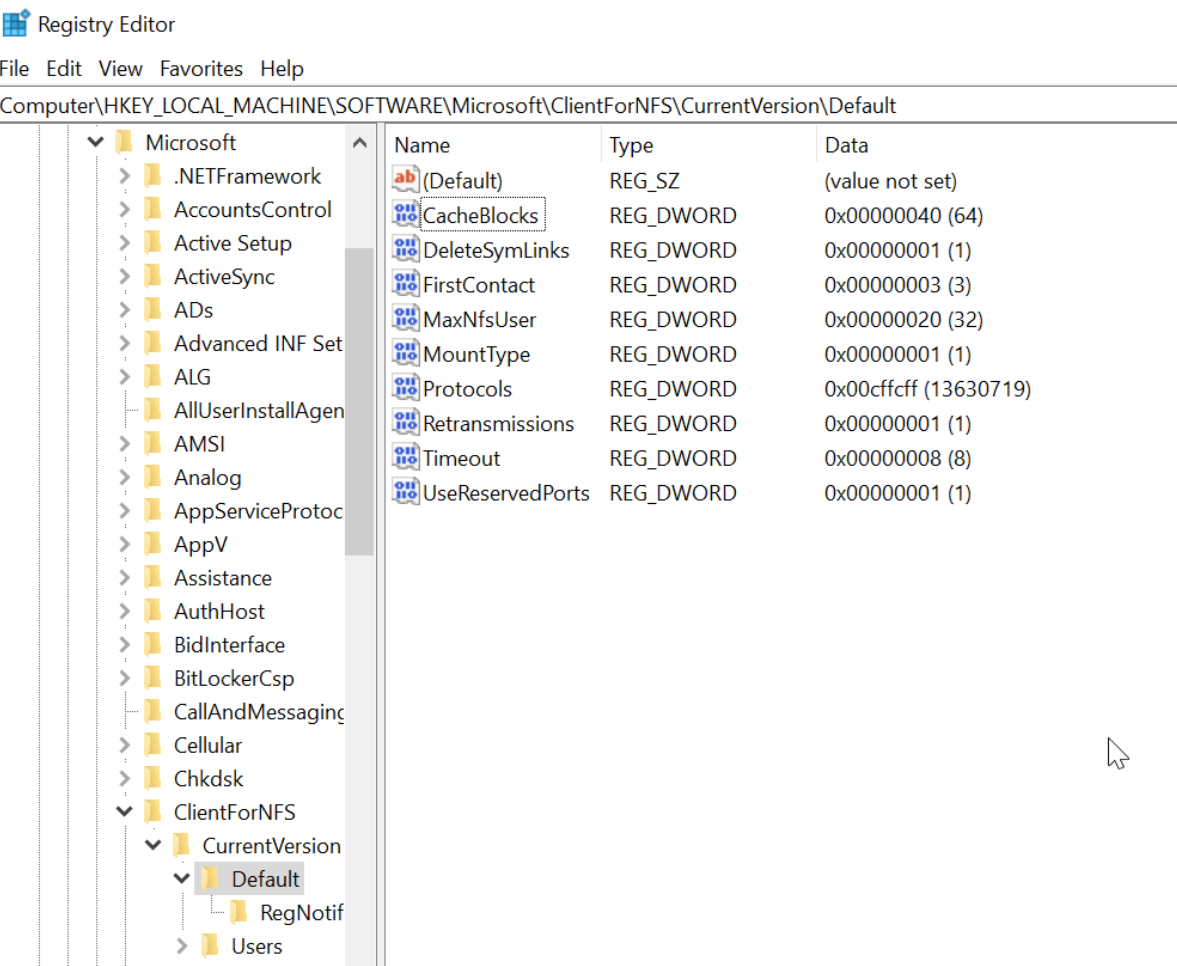 Registry Editor
File Edit View Favorites Help
Computer\HKEY_LOCAL_MACHINE\SOFTWARE\Microsoft\ClientForNFS\CurrentVersion\Default
Microsoft
.NETFramework
AccountsControl
Active Setup
ActiveSync
ADs
Advanced INF Set
ALG
AllUserInstallAgen
AMSI
Analog
AppServiceProtoc
AppV
Assistance
AuthHost
BidInterface
BitLockerCsp
CallAndMessaging
Cellular
Chkdsk
ClientForNFS
CurrentVersion
Default
RegNotif
Users
Name Type Data
(Default) REG_SZ (value not set)
CacheBlocks REG_DWORD 0x00000040 (64)
DeleteSymLinks REG_DWORD 0x00000001 (1)
FirstContact REG_DWORD 0x00000003 (3)
MaxNfsUser REG_DWORD 0x00000020 (32)
MountType REG_DWORD 0x00000001 (1)
Protocols REG_DWORD 0x00cffcff (13630719)
Retransmissions REG_DWORD 0x00000001 (1)
Timeout REG_DWORD 0x00000008 (8)
UseReservedPorts REG_DWORD 0x00000001 (1)